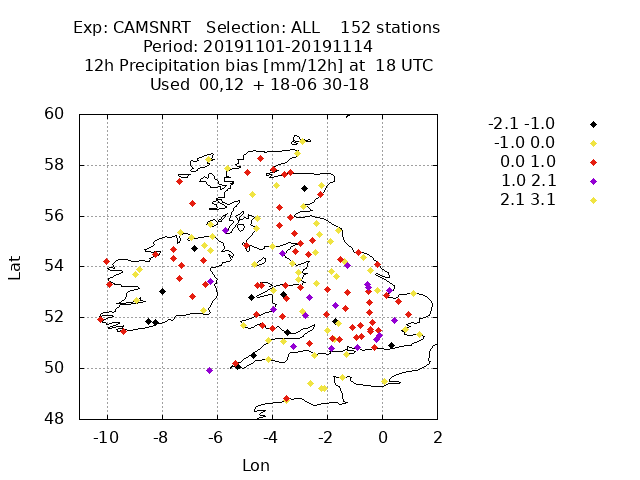 Exp: CAMSNRT Selection: ALL 152 stations
Period: 20191101-20191114
12h Precipitation bias [mm/12h] at 18 UTC
Used 00,12 + 18-06 30-18
-2.1 -1.0
-1.0 0.0
0.0 1.0
1.0 2.1
2.1 3.1
60
58
56
54
52
50
48
Lat
-10 -8 -6 -4 -2 0 2
Lon